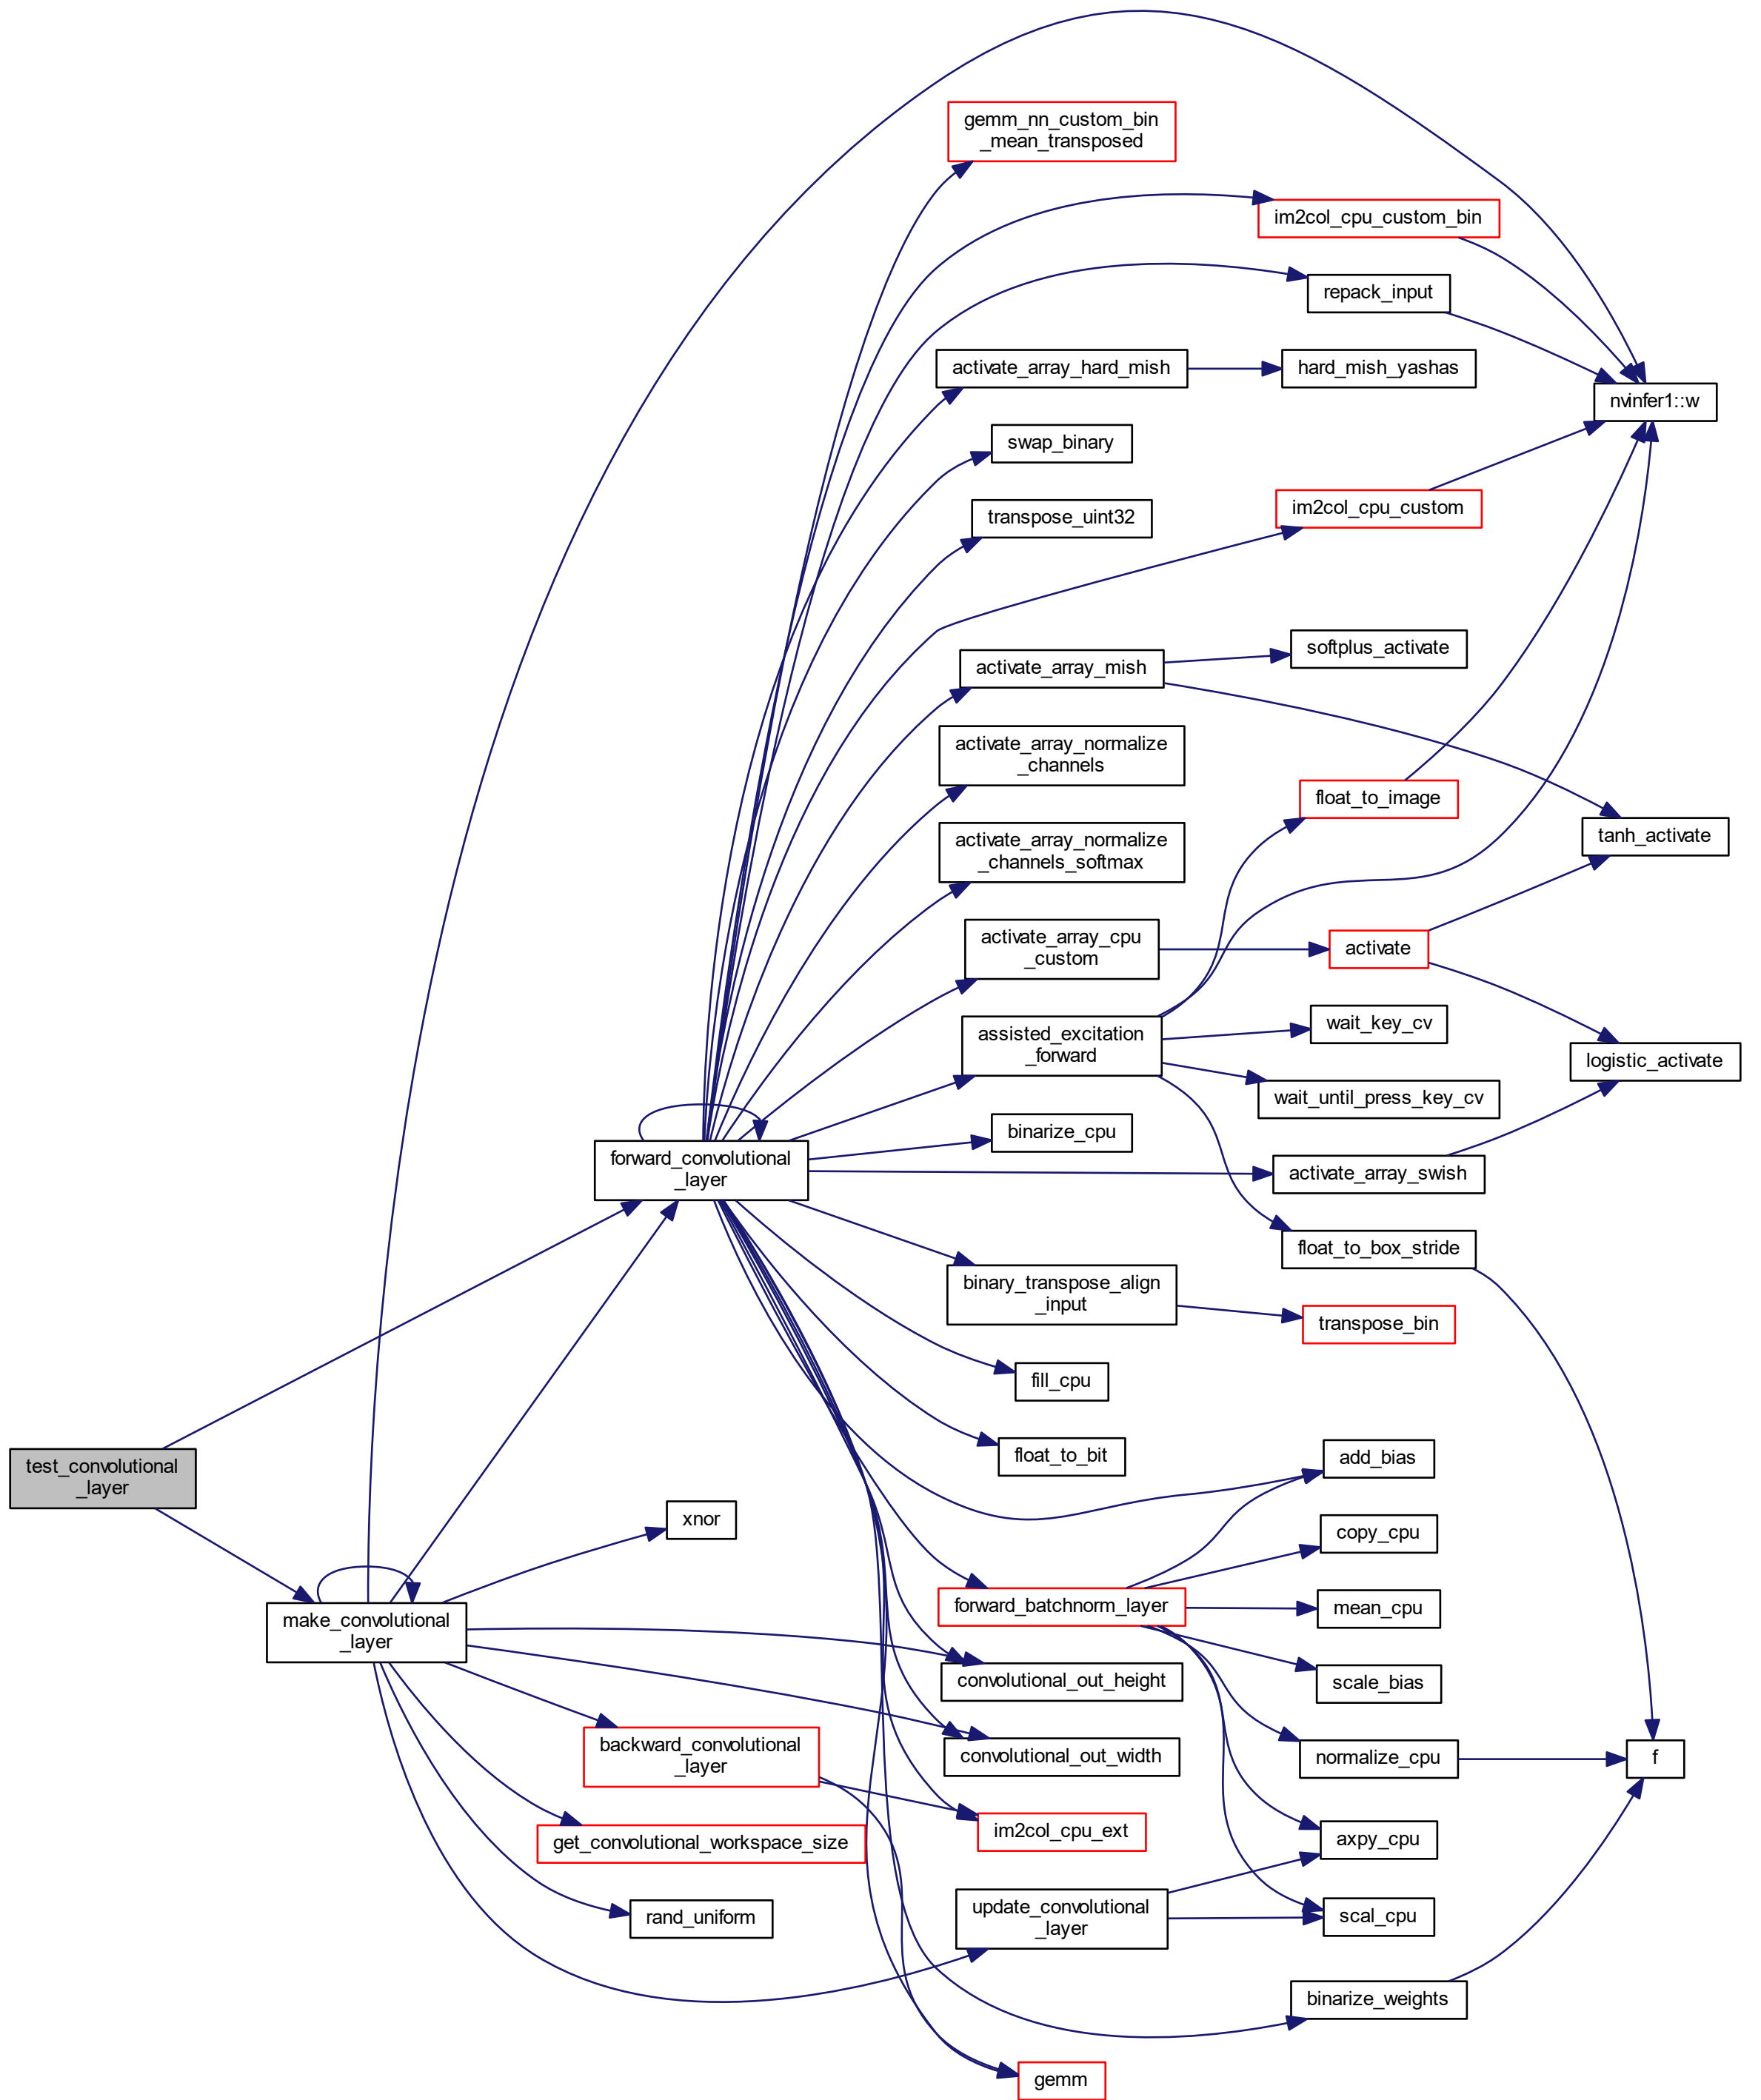 gemm_nn_custom_bin
_mean_transposed
im2col_cpu_custom_bin
repack_input
activate_array_hard_mish
hard_mish_yashas
nvinfer1::w
swap_binary
transpose_uint32
im2col_cpu_custom
softplus_activate
activate_array_mish
activate_array_normalize
_channels
float_to_image
tanh_activate
activate_array_normalize
_channels_softmax
activate_array_cpu
_custom
activate
assisted_excitation
_forward
wait_key_cv
logistic_activate
wait_until_press_key_cv
binarize_cpu
forward_convolutional
_layer
activate_array_swish
float_to_box_stride
binary_transpose_align
_input
transpose_bin
fill_cpu
float_to_bit
add_bias
test_convolutional
_layer
xnor
copy_cpu
forward_batchnorm_layer
mean_cpu
make_convolutional
_layer
convolutional_out_height
scale_bias
backward_convolutional
_layer
convolutional_out_width
normalize_cpu
f
im2col_cpu_ext
axpy_cpu
get_convolutional_workspace_size
rand_uniform
update_convolutional
_layer
scal_cpu
binarize_weights
gemm